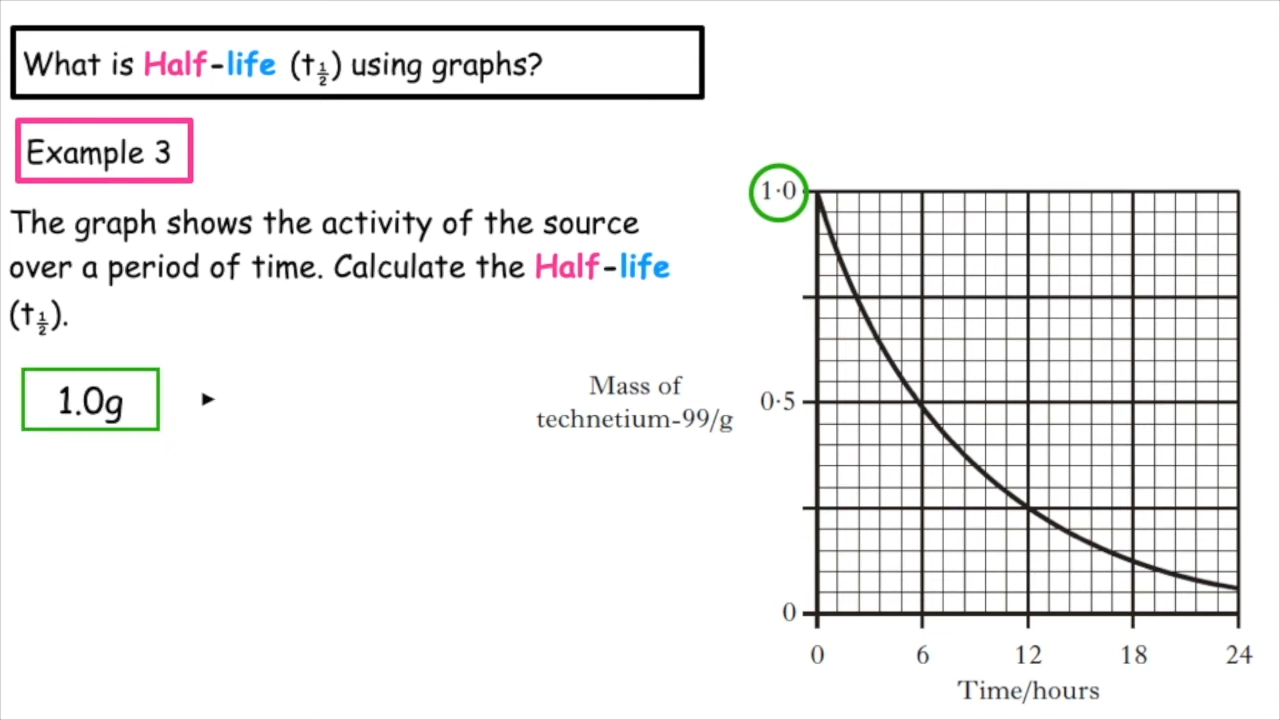 What is Half-life (t½) using graphs?
Example 3
The graph shows the activity of the source
over a period of time. Calculate the Half-life
(t½).
1.0g
Mass of
technetium-99/g
1·0
0·5
0
0 6 12 18 24
Time/hours